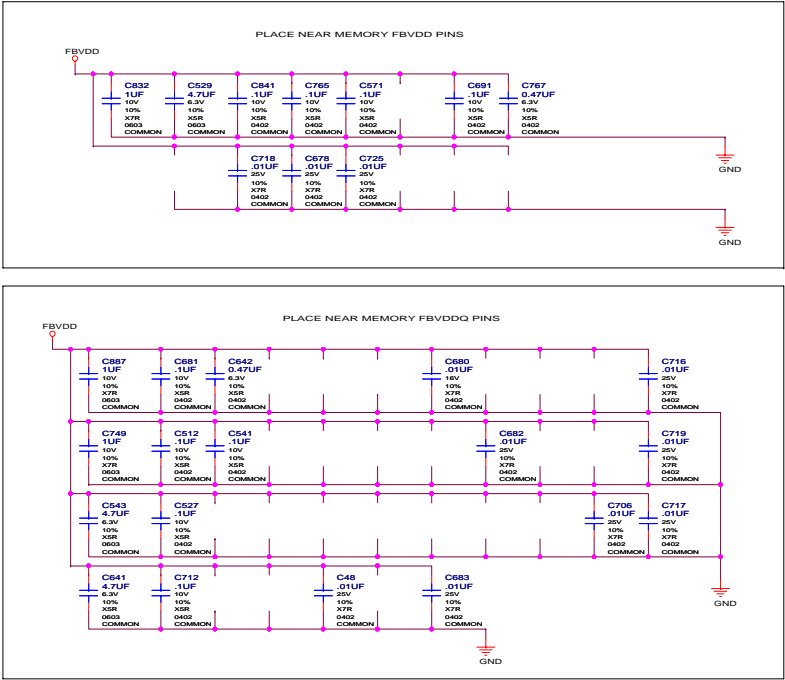 PLACE NEAR MEMORY FBVDD PINS
FBVDD
C832
1UF
10V
10%
X7R
0603
COMMON
C529
4.7UF
6.3V
10%
X5R
0603
COMMON
C841
.1UF
10V
10%
X5R
0402
COMMON
C765
.1UF
10V
10%
X5R
0402
COMMON
C571
.1UF
10V
10%
X5R
0402
COMMON
C691
.1UF
10V
10%
X5R
0402
COMMON
C767
0.47UF
6.3V
10%
X5R
0402
COMMON
GND
C718
.01UF
25V
10%
X7R
0402
COMMON
C678
.01UF
25V
10%
X7R
0402
COMMON
C725
.01UF
25V
10%
X7R
0402
COMMON
GND
PLACE NEAR MEMORY FBVDDQ PINS
FBVDD
C887
1UF
10V
10%
X7R
0603
COMMON
C681
.1UF
10V
10%
X5R
0402
COMMON
C642
0.47UF
6.3V
10%
X5R
0402
COMMON
C680
.01UF
16V
10%
X7R
0402
COMMON
C716
.01UF
25V
10%
X7R
0402
COMMON
C749
1UF
10V
10%
X7R
0603
COMMON
C512
.1UF
10V
10%
X5R
0402
COMMON
C541
.1UF
10V
10%
X5R
0402
COMMON
C682
.01UF
25V
10%
X7R
0402
COMMON
C719
.01UF
25V
10%
X7R
0402
COMMON
C543
4.7UF
6.3V
10%
X5R
0603
COMMON
C527
.1UF
10V
10%
X5R
0402
COMMON
C706
.01UF
25V
10%
X7R
0402
COMMON
C717
.01UF
25V
10%
X7R
0402
COMMON
C641
4.7UF
6.3V
10%
X5R
0603
COMMON
C712
.1UF
10V
10%
X5R
0402
COMMON
C48
.01UF
25V
10%
X7R
0402
COMMON
C683
.01UF
25V
10%
X7R
0402
COMMON
GND
GND